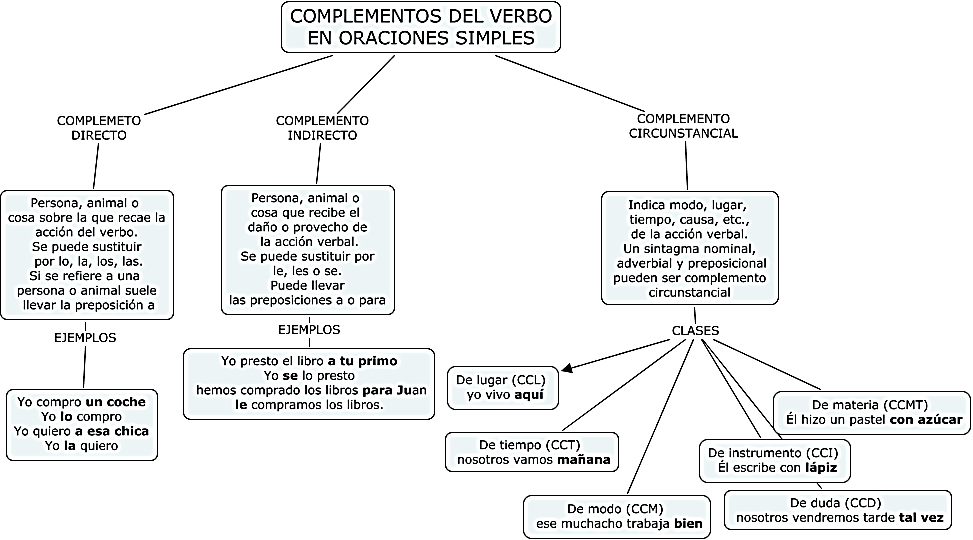 COMPLEMENTOS DEL VERBO
EN ORACIONES SIMPLES
COMPLEMETO
DIRECTO
Persona, animal o
cosa sobre la que recae la
acción del verbo.
Se puede sustituir
por lo, la, los, las.
Si se refiere a una
persona o animal suele
llevar la preposición a
EJEMPLOS
Yo compro un coche
Yo lo compro
Yo quiero a esa chica
Yo la quiero
COMPLEMENTO
INDIRECTO
Persona, animal o
cosa que recibe el
daño o provecho de
la acción verbal.
Se puede sustituir por
le, les o se.
Puede llevar
las preposiciones a o para
EJEMPLOS
Yo presto el libro a tu primo
Yo se lo presto
hemos comprado los libros para Juan
le compramos los libros.
COMPLEMENTO
CIRCUNSTANCIAL
Indica modo, lugar,
tiempo, causa, etc.,
de la acción verbal.
Un sintagma nominal,
adverbial y preposicional
pueden ser complemento
circunstancial
CLASES
De lugar (CCL)
yo vivo aquí
De tiempo (CCT)
nosotros vamos mañana
De modo (CCM)
ese muchacho trabaja bien
De materia (CCMT)
Él hizo un pastel con azúcar
De instrumento (CCI)
Él escribe con lápiz
De duda (CCD)
nosotros vendremos tarde tal vez